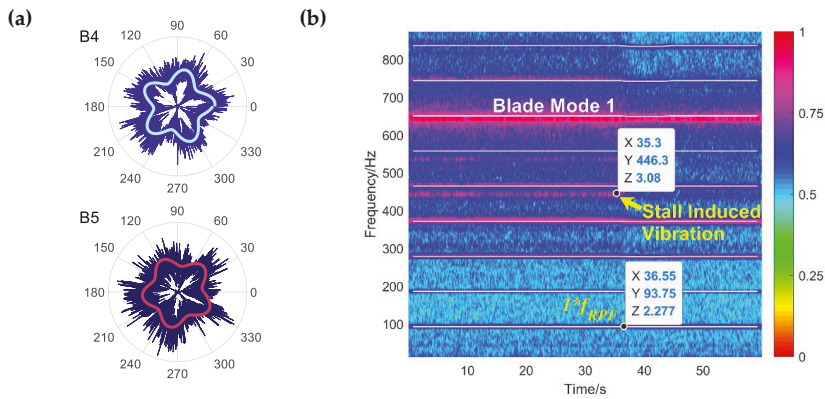 (a)
B4
90
120
60
150
30
180
0
210
330
240
300
270
B5
90
120
60
150
30
180
0
210
330
240
300
270
(b)
800
700
600
500
400
300
200
100
Frequency/Hz
10
20
30
40
50
Time/s
Blade Mode 1
X 35.3
Y 446.3
Z 3.08
Stall Induced
Vibration
X 36.55
Y 93.75
Z 2.277
1*f_RPF
1
0.75
0.5
0.25
0